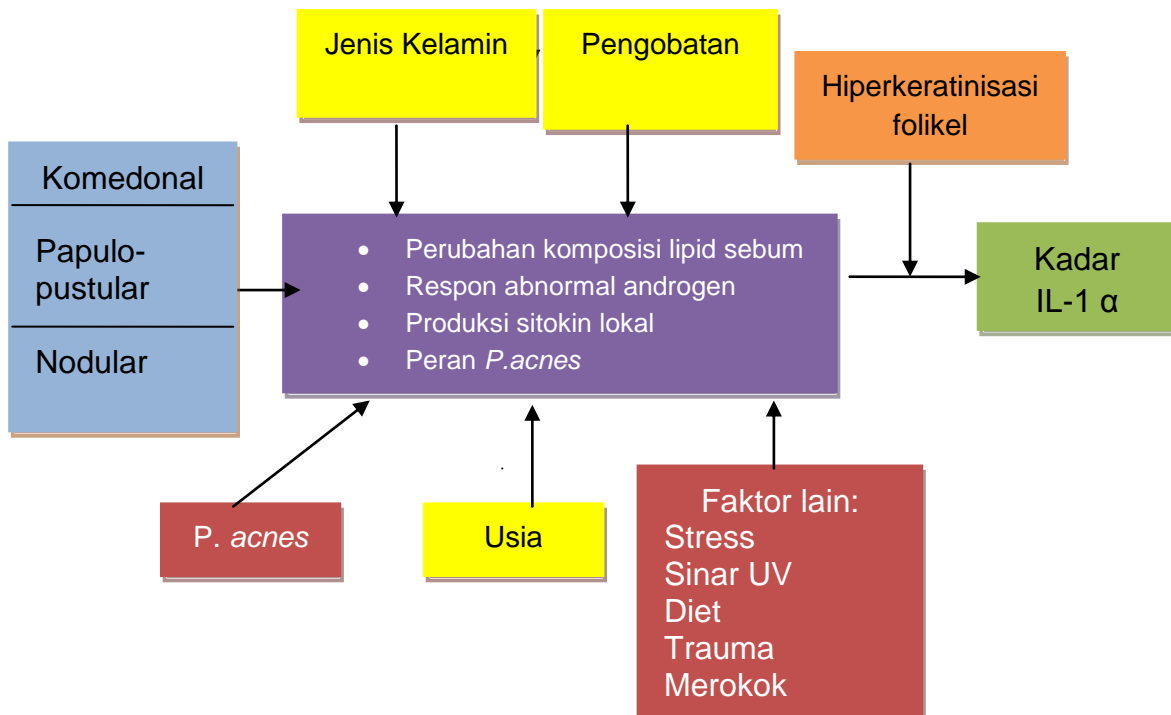 Jenis Kelamin
Pengobatan
Hiperkeratinisasi
folikel
Komedonal
Papulo-
pustular
Nodular
• Perubahan komposisi lipid sebum
• Respon abnormal androgen
• Produksi sitokin lokal
• Peran P.acnes
Kadar
IL-1 α
P. acnes
Usia
Faktor lain:
Stress
Sinar UV
Diet
Trauma
Merokok